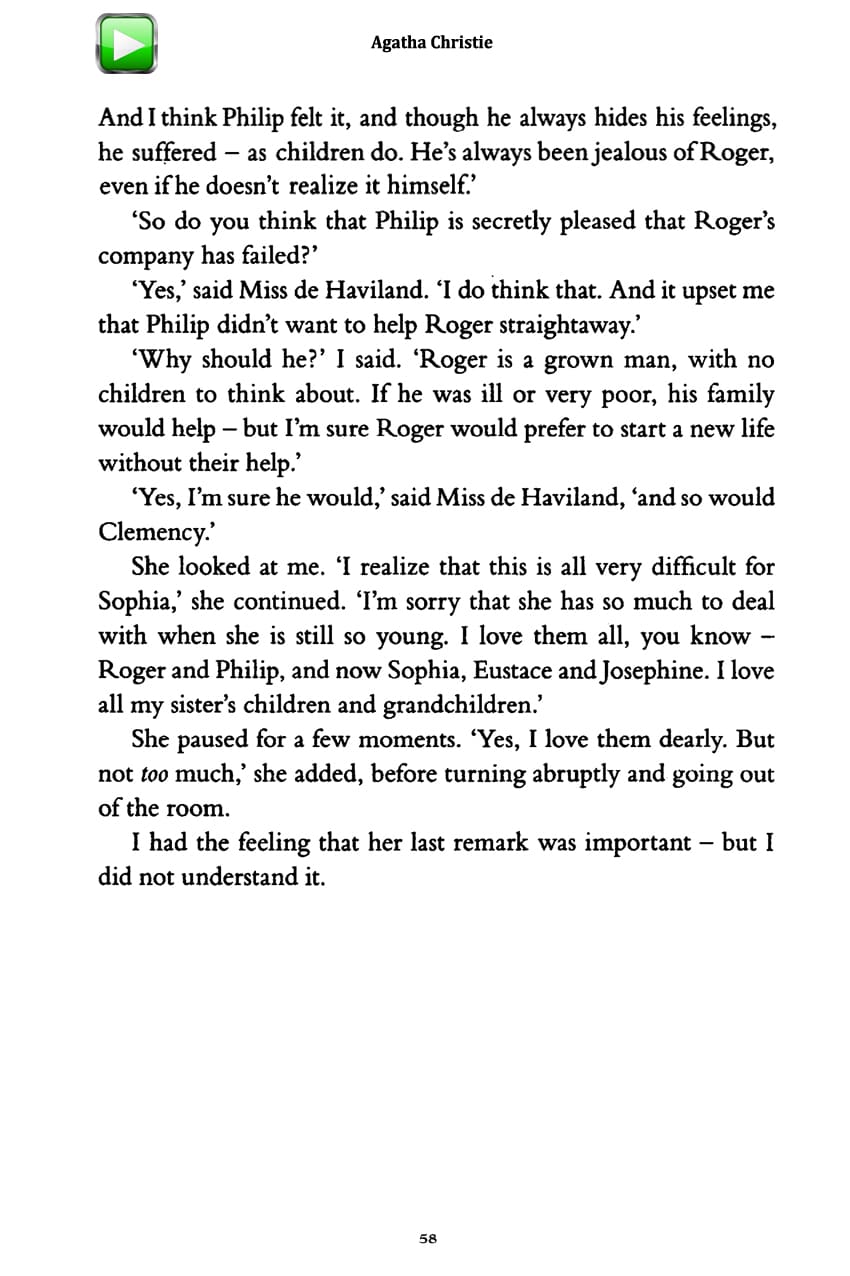 Agatha Christie
And I think Philip felt it, and though he always hides his feelings,
he suffered – as children do. He’s always been jealous of Roger,
even if he doesn’t realize it himself.’
‘So do you think that Philip is secretly pleased that Roger’s
company has failed?’
‘Yes,’ said Miss de Haviland. ‘I do think that. And it upset me
that Philip didn’t want to help Roger straightaway.’
‘Why should he?’ I said. ‘Roger is a grown man, with no
children to think about. If he was ill or very poor, his family
would help – but I’m sure Roger would prefer to start a new life
without their help.’
‘Yes, I’m sure he would,’ said Miss de Haviland, ‘and so would
Clemency.’
She looked at me. ‘I realize that this is all very difficult for
Sophia,’ she continued. ‘I’m sorry that she has so much to deal
with when she is still so young. I love them all, you know –
Roger and Philip, and now Sophia, Eustace and Josephine. I love
all my sister’s children and grandchildren.’
She paused for a few moments. ‘Yes, I love them dearly. But
not too much,’ she added, before turning abruptly and going out
of the room.
I had the feeling that her last remark was important – but I
did not understand it.
58